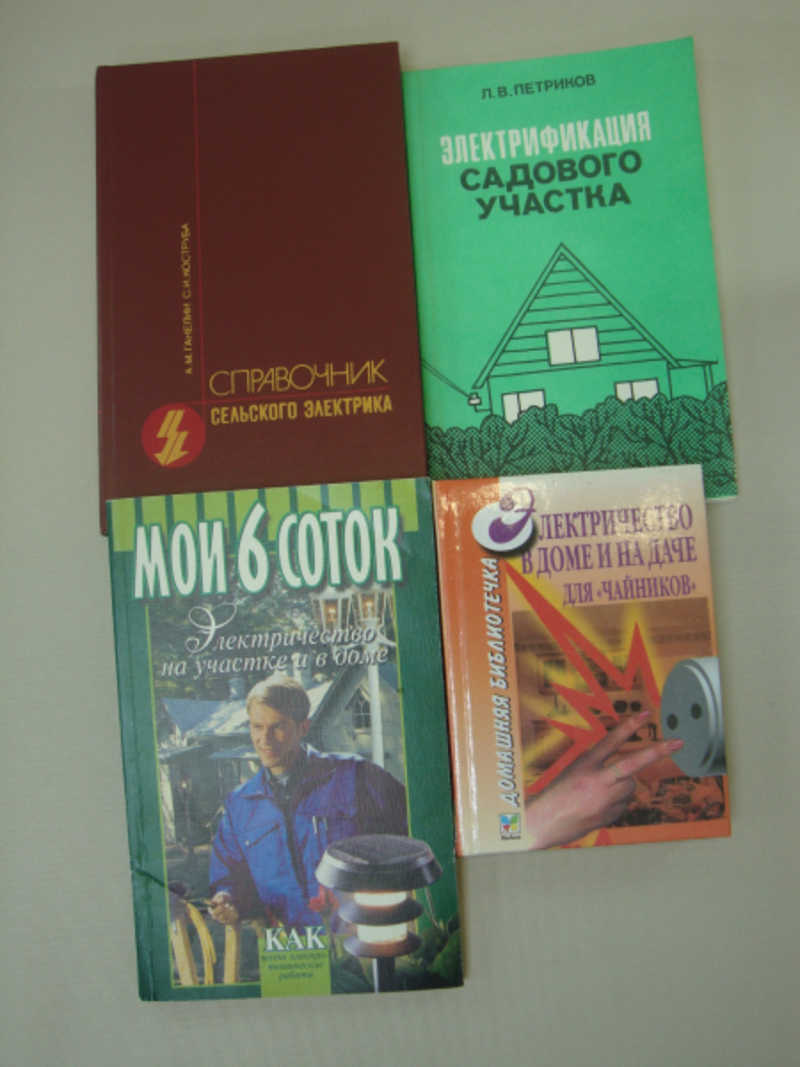 А.М. ГАНЕЛИН С.И. КОСТРУБА
СПРАВОЧНИК
СЕЛЬСКОГО ЭЛЕКТРИКА
Л.В. ПЕТРИКОВ
ЭЛЕКТРИФИКАЦИЯ
САДОВОГО
УЧАСТКА
МОИ 6 СОТОК
Электричество
на участке и в доме
КАК
работы
ЭЛЕКТРИЧЕСТВО
В ДОМЕ И НА ДАЧЕ
ДЛЯ «ЧАЙНИКОВ»
ДОМАШНЯЯ БИБЛИОТЕЧКА